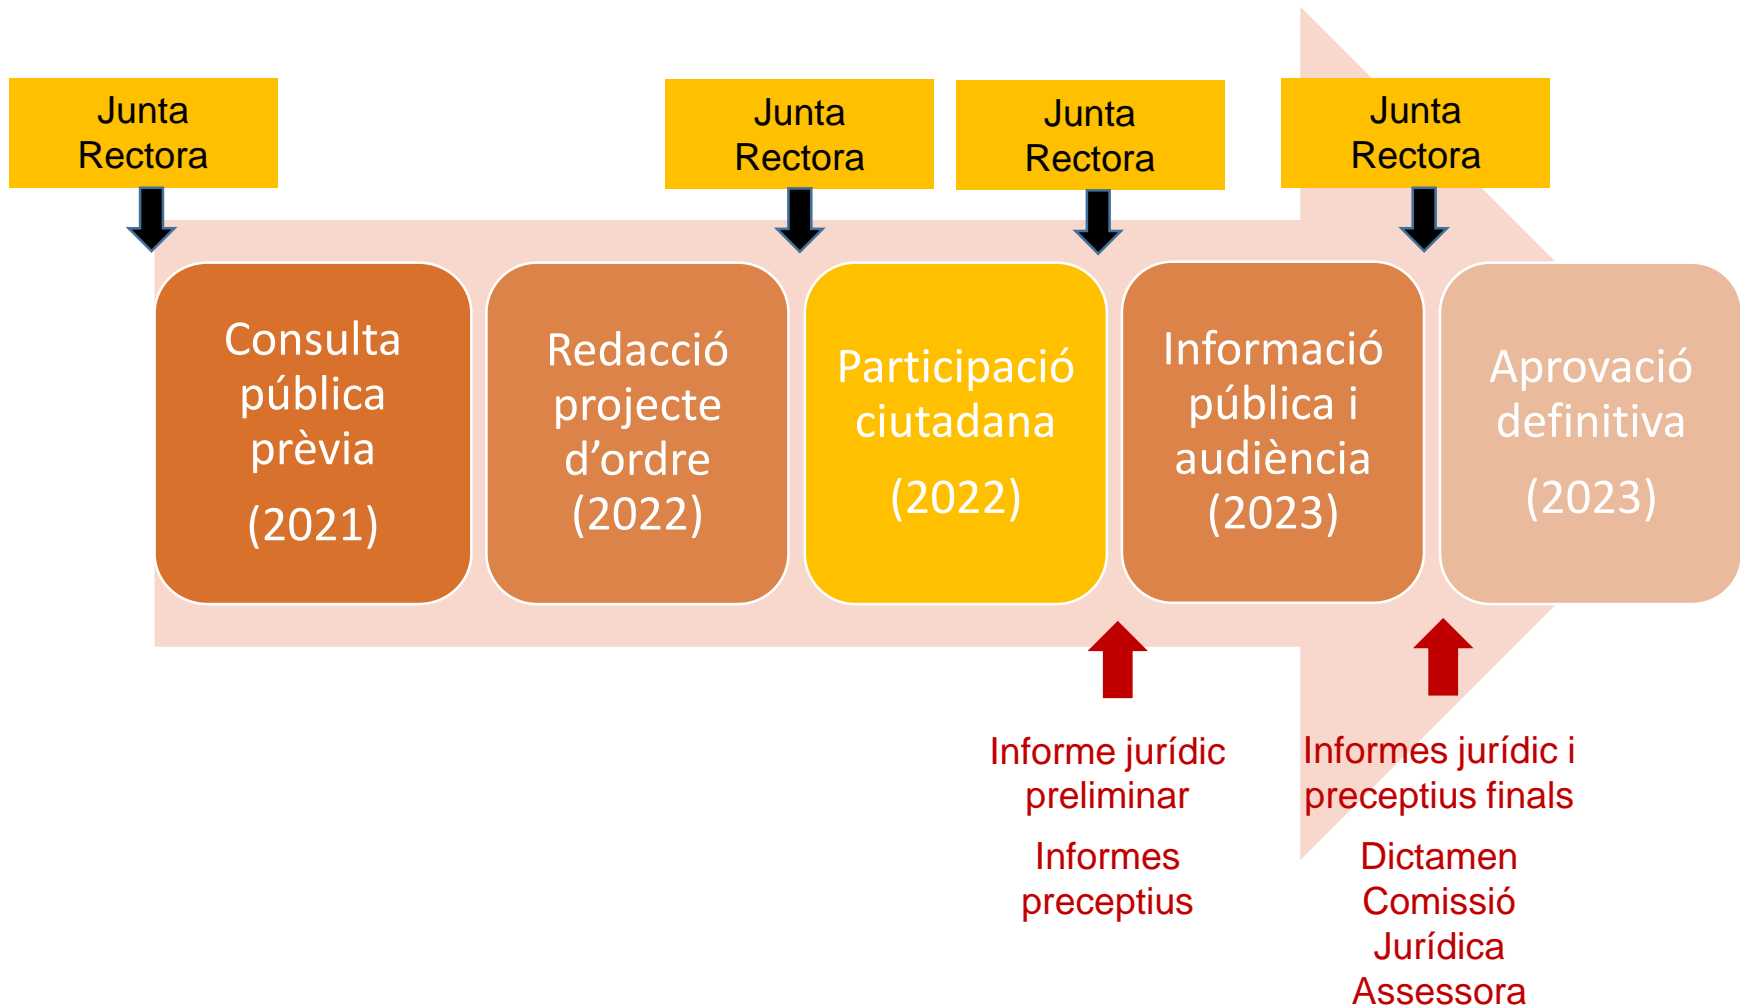 Junta
Rectora
Junta
Rectora
Junta
Rectora
Junta
Rectora
Consulta
pública
prèvia
(2021)
Redacció
projecte
d’ordre
(2022)
Participació
ciutadana
(2022)
Informació
pública i
audiència
(2023)
Aprovació
definitiva
(2023)
Informe jurídic
preliminar
Informes
preceptius
Informes jurídic i
preceptius finals
Dictamen
Comissió
Jurídica
Assessora